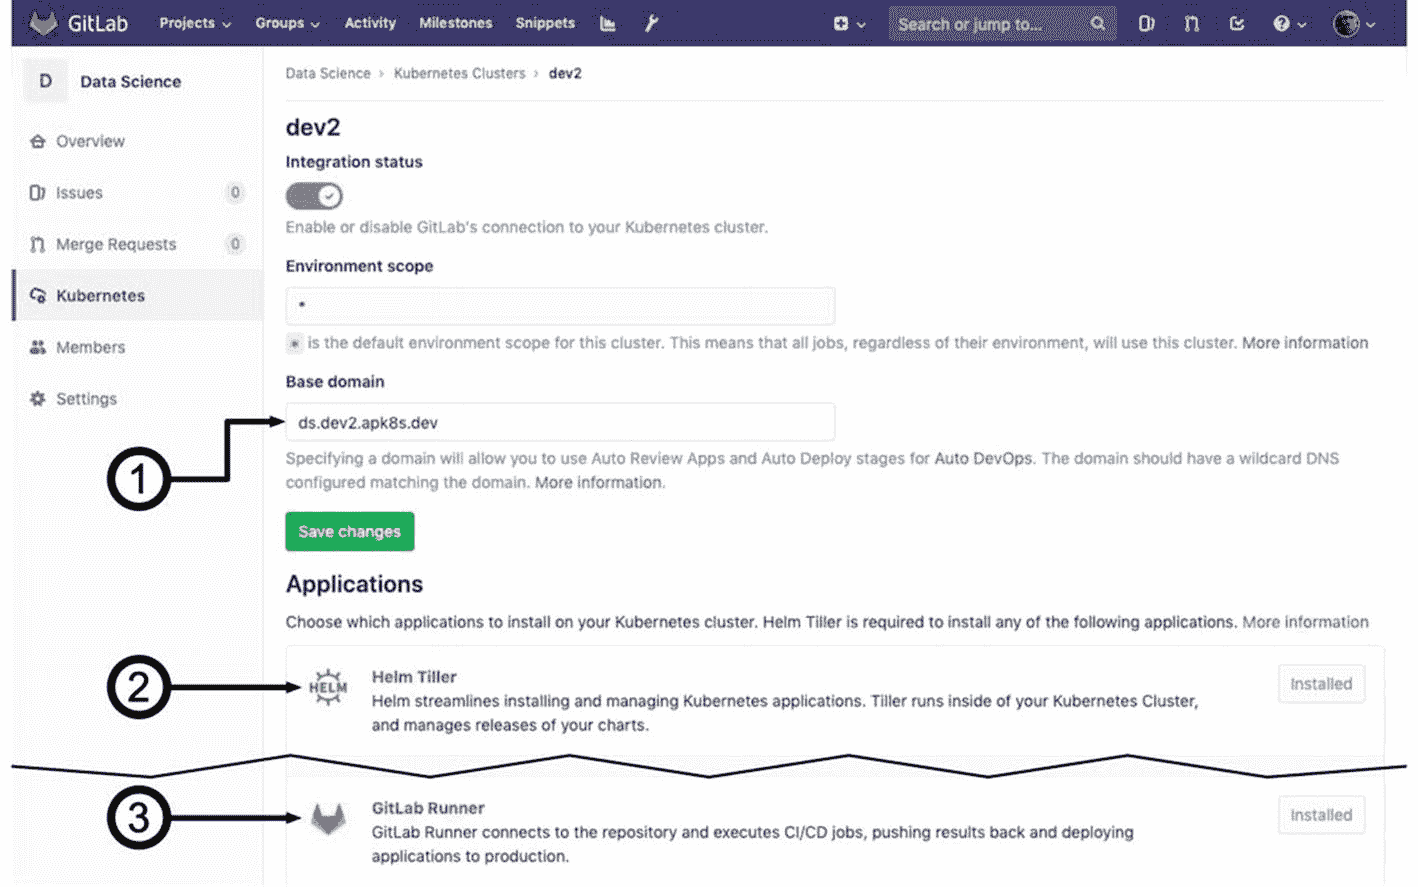 GitLab Projects Groups Activity Milestones Snippets Search or jump to...
D Data Science
Overview
Issues 0
Merge Requests 0
Kubernetes
Members
Settings
Data Science › Kubernetes Clusters › dev2
dev2
Integration status
Enable or disable GitLab's connection to your Kubernetes cluster.
Environment scope
*
* is the default environment scope for this cluster. This means that all jobs, regardless of their environment, will use this cluster. More information
Base domain
1
ds.dev2.apk8s.dev
Specifying a domain will allow you to use Auto Review Apps and Auto Deploy stages for Auto DevOps. The domain should have a wildcard DNS
configured matching the domain. More information.
Save changes
Applications
Choose which applications to install on your Kubernetes cluster. Helm Tiller is required to install any of the following applications. More information
2
HELM
Helm Tiller
Installed
Helm streamlines installing and managing Kubernetes applications. Tiller runs inside of your Kubernetes Cluster,
and manages releases of your charts.
3
GitLab Runner
Installed
GitLab Runner connects to the repository and executes CI/CD jobs, pushing results back and deploying
applications to production.